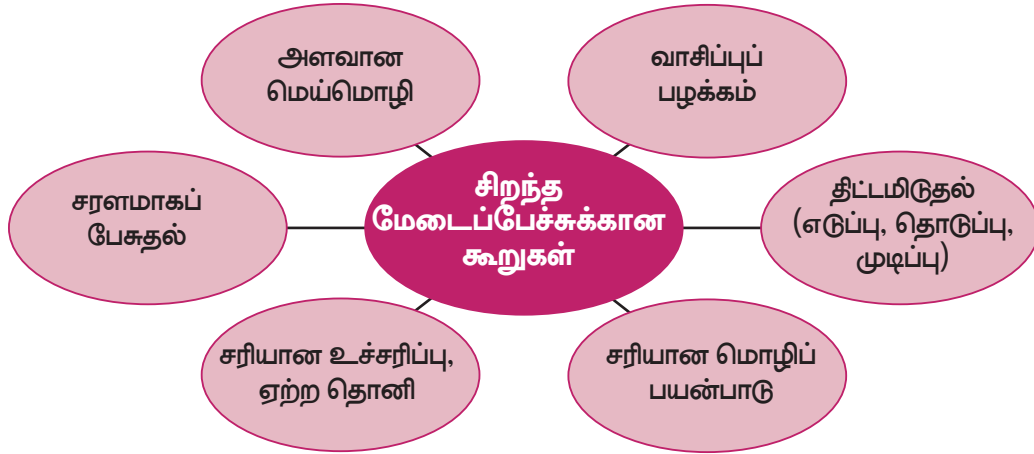 அளவான
மெய்மொழி
வாசிப்புப்
பழக்கம்
சரளமாகப்
பேசுதல்
சிறந்த
மேடைப்பேச்சுக்கான
கூறுகள்
திட்டமிடுதல்
(எடுப்பு, தொடுப்பு,
முடிப்பு)
சரியான உச்சரிப்பு,
ஏற்ற தொனி
சரியான மொழிப்
பயன்பாடு